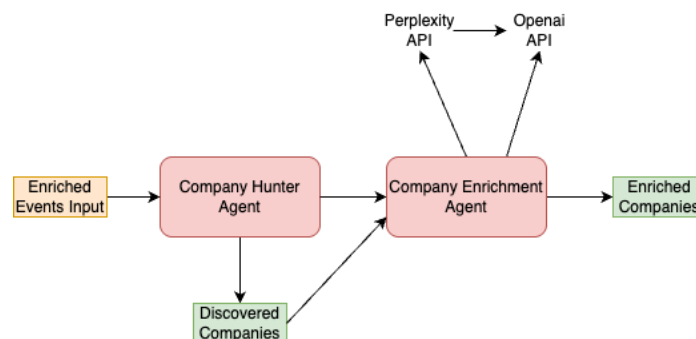 Perplexity
API
Openai
API
Enriched
Events Input
Company Hunter
Agent
Company Enrichment
Agent
Enriched
Companies
Discovered
Companies